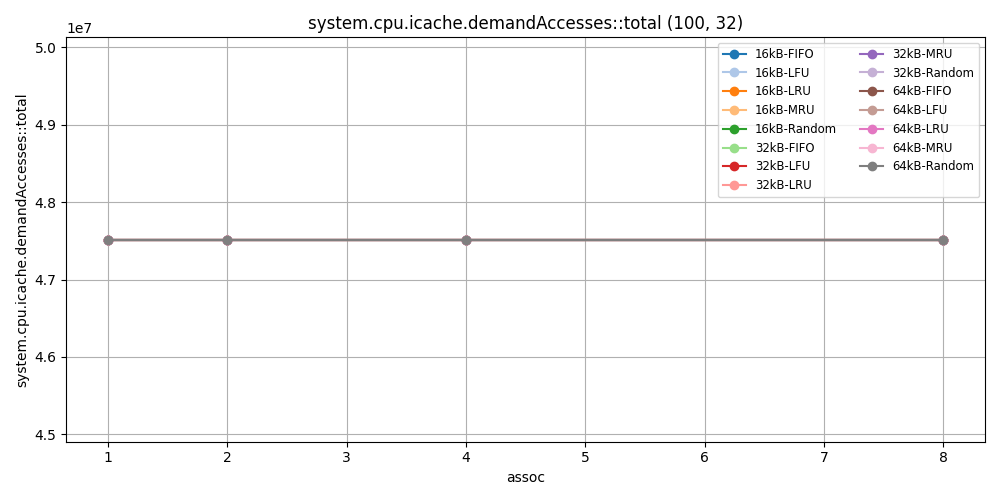 system.cpu.icache.demandAccesses::total (100, 32)
1e7
5.0
4.9
4.8
4.7
4.6
4.5
system.cpu.icache.demandAccesses::total
16kB-FIFO
16kB-LFU
16kB-LRU
16kB-MRU
16kB-Random
32kB-FIFO
32kB-LFU
32kB-LRU
32kB-MRU
32kB-Random
64kB-FIFO
64kB-LFU
64kB-LRU
64kB-MRU
64kB-Random
1 2 3 4 5 6 7 8
assoc